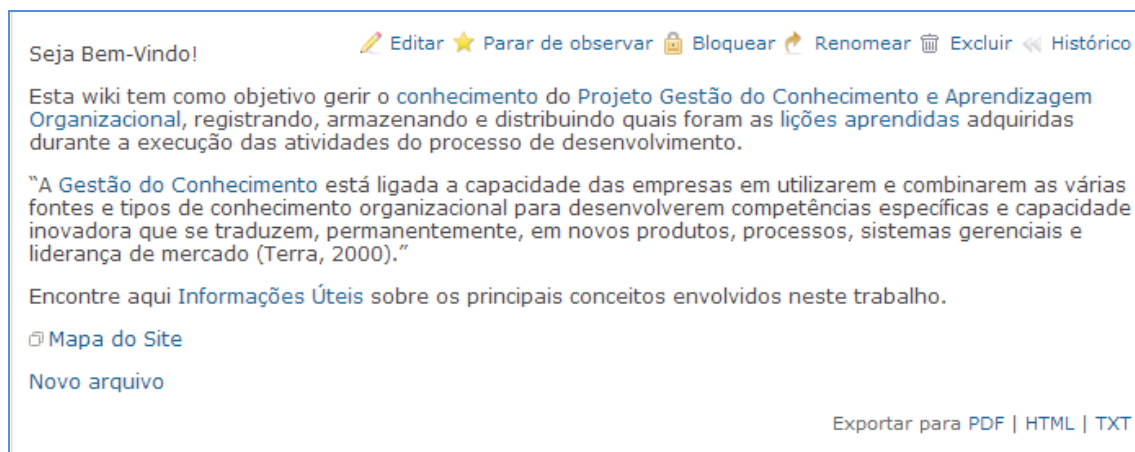 Seja Bem-Vindo!
Editar Parar de observar Bloquear Renomear Excluir Histórico
Esta wiki tem como objetivo gerir o conhecimento do Projeto Gestão do Conhecimento e Aprendizagem
Organizacional, registrando, armazenando e distribuindo quais foram as lições aprendidas adquiridas
durante a execução das atividades do processo de desenvolvimento.
“A Gestão do Conhecimento está ligada a capacidade das empresas em utilizarem e combinarem as várias
fontes e tipos de conhecimento organizacional para desenvolverem competências específicas e capacidade
inovadora que se traduzem, permanentemente, em novos produtos, processos, sistemas gerenciais e
liderança de mercado (Terra, 2000).”
Encontre aqui Informações Úteis sobre os principais conceitos envolvidos neste trabalho.
Mapa do Site
Novo arquivo
Exportar para PDF | HTML | TXT